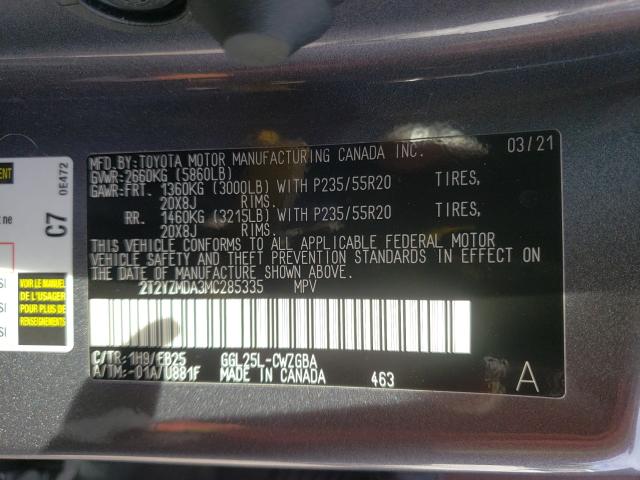 MFD.BY:TOYOTA MOTOR MANUFACTURING CANADA INC. 03/21
GVWR:2660KG (5860LB)
GAWR:FRT. 1360KG (3000LB) WITH P235/55R20 TIRES,
20X8J RIMS.
RR. 1460KG (3215LB) WITH P235/55R20 TIRES,
20X8J RIMS.
THIS VEHICLE CONFORMS TO ALL APPLICABLE FEDERAL MOTOR
VEHICLE SAFETY AND THEFT PREVENTION STANDARDS IN EFFECT ON
THE DATE OF MANUFACTURE SHOWN ABOVE.
2T2YZMDA3MC285335 MPV
C/TR:1H9/FB25 GGL25L-CWZGBA
A/TM:-01A/U881F MADE IN CANADA 463 A
C7
0E472
ne
VOIR LE MANUEL
DE L'USAGER
POUR PLUS DE
RENSEIGNEMENTS